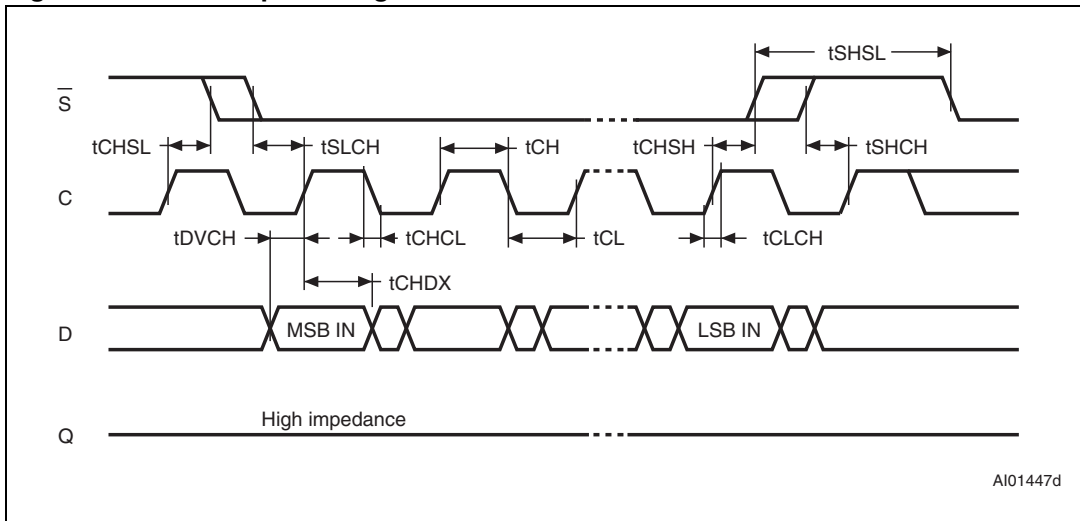 tSHSL
S
tCHSL
tSLCH
tCH
tCHSH
tSHCH
C
tDVCH
tCHCL
tCL
tCLCH
tCHDX
D
MSB IN
LSB IN
High impedance
Q
AI01447d